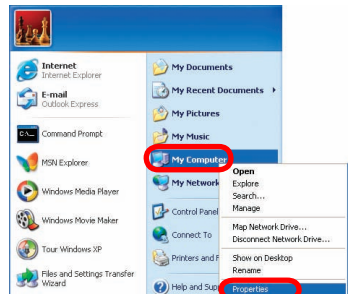 Internet
Internet Explorer
E-mail
Outlook Express
Command Prompt
MSN Explorer
Windows Media Player
Windows Movie Maker
Tour Windows XP
Files and Settings Transfer
Wizard
My Documents
My Recent Documents
My Pictures
My Music
My Computer
My Network
Control Panel
Connect To
Printers and F
Help and Supp
Open
Explore
Search...
Manage
Map Network Drive...
Disconnect Network Drive...
Show on Desktop
Rename
Properties